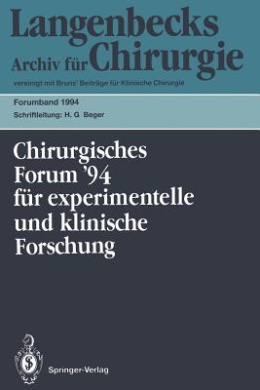 Langenbecks
Archiv für Chirurgie
vereinigt mit Bruns' Beiträge für Klinische Chirurgie
Forumband 1994
Schriftleitung: H. G Beger
Chirurgisches
Forum '94
für experimentelle
und klinische
Forschung
Springer-Verlag